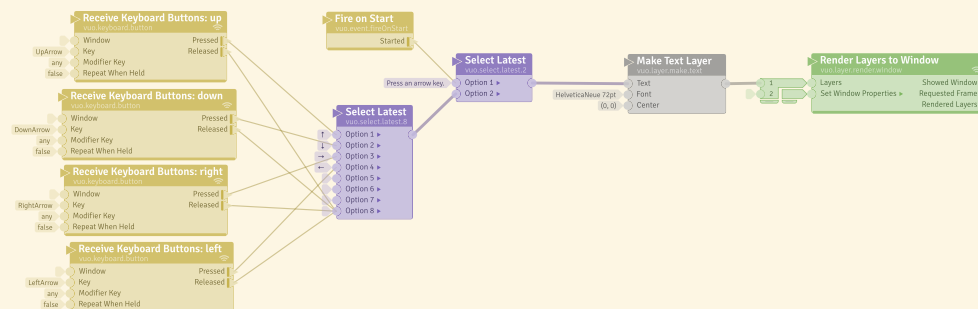 Receive Keyboard Buttons: up
vuo.keyboard.button
Window Pressed
UpArrow Key Released
any Modifier Key
false Repeat When Held
Receive Keyboard Buttons: down
vuo.keyboard.button
Window Pressed
DownArrow Key Released
any Modifier Key
false Repeat When Held
Receive Keyboard Buttons: right
vuo.keyboard.button
Window Pressed
RightArrow Key Released
any Modifier Key
false Repeat When Held
Receive Keyboard Buttons: left
vuo.keyboard.button
Window Pressed
LeftArrow Key Released
any Modifier Key
false Repeat When Held
Fire on Start
vuo.event.fireOnStart
Started
Select Latest
vuo.select.latest.8
↑ Option 1
↓ Option 2
→ Option 3
← Option 4
Option 5
Option 6
Option 7
Option 8
Select Latest
vuo.select.latest.2
Press an arrow key. Option 1
Option 2
Make Text Layer
vuo.layer.make.text
Text
HelveticaNeue 72pt Font
(0, 0) Center
1
2
Render Layers to Window
vuo.layer.render.window
Layers Showed Window
Set Window Properties Requested Frame
Rendered Layers